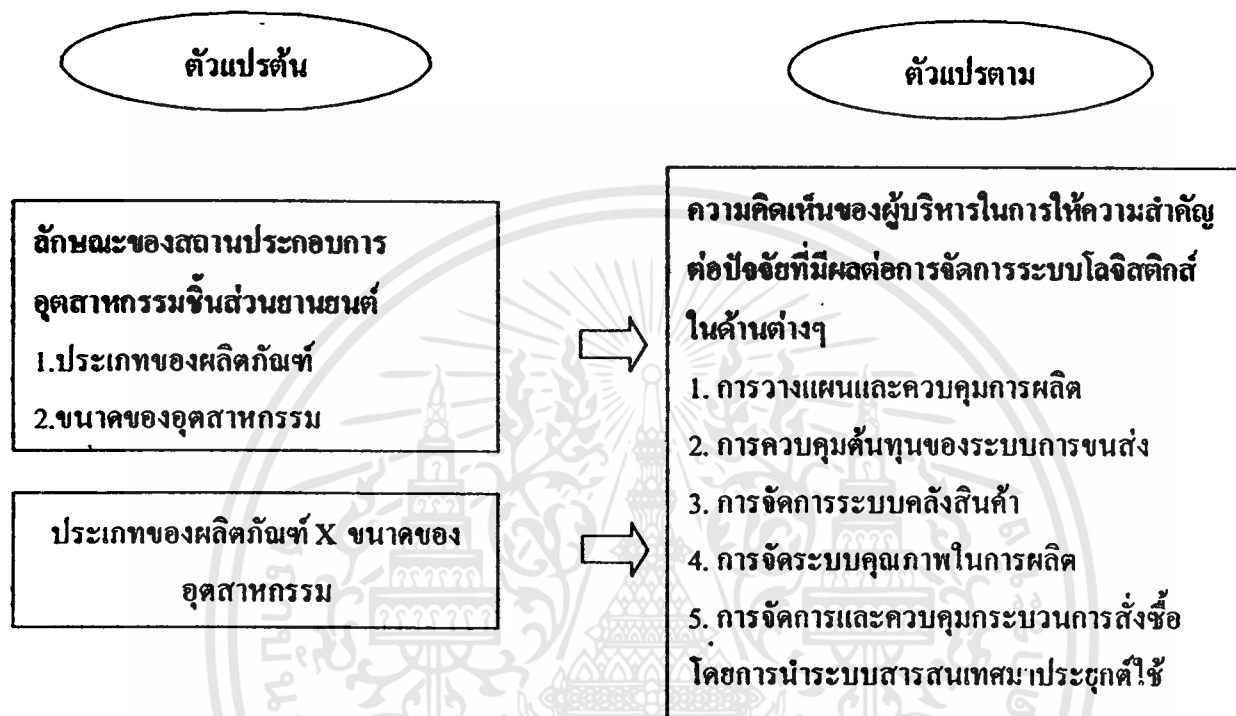 ตัวแปรต้น
ตัวแปรตาม
ลักษณะของสถานประกอบการ
อุตสาหกรรมชิ้นส่วนยานยนต์
1.ประเภทของผลิตภัณฑ์
2.ขนาดของอุตสาหกรรม
ประเภทของผลิตภัณฑ์ X ขนาดของ
อุตสาหกรรม
ความคิดเห็นของผู้บริหารในการให้ความสำคัญ
ต่อปัจจัยที่มีผลต่อการจัดการระบบโลจิสติกส์
ในด้านต่างๆ
1. การวางแผนและควบคุมการผลิต
2. การควบคุมต้นทุนของระบบการขนส่ง
3. การจัดการระบบคลังสินค้า
4. การจัดระบบคุณภาพในการผลิต
5. การจัดการและควบคุมกระบวนการสั่งซื้อ
โดยการนำระบบสารสนเทศมาประยุกต์ใช้